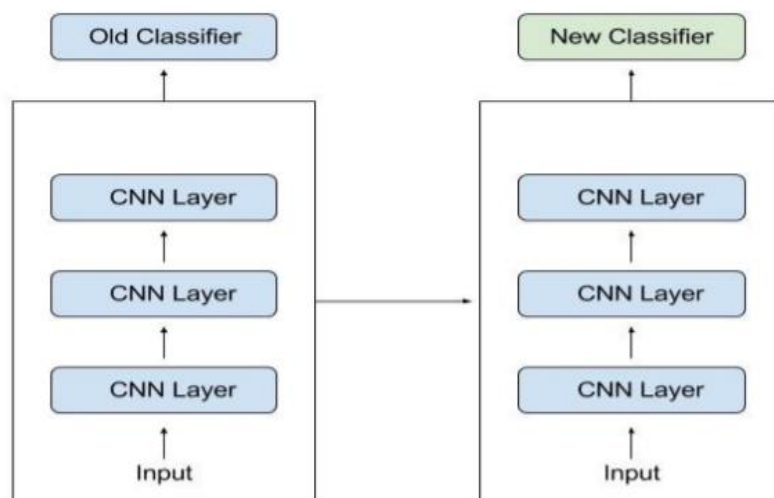 Old Classifier
CNN Layer
CNN Layer
CNN Layer
Input
New Classifier
CNN Layer
CNN Layer
CNN Layer
Input